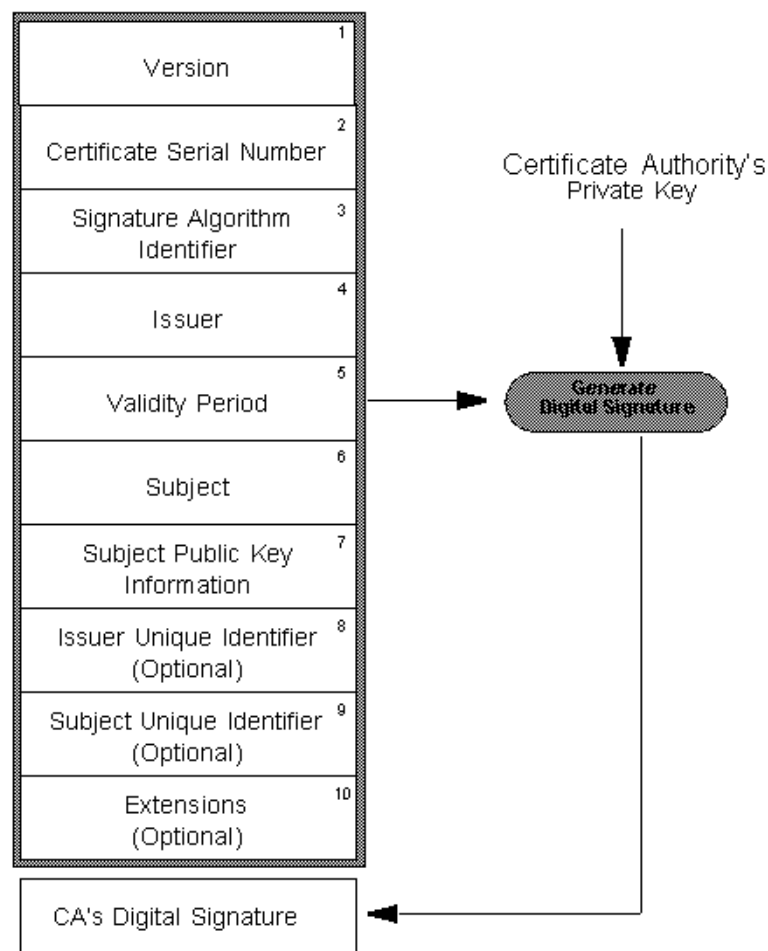 1
Version
2
Certificate Serial Number
3
Signature Algorithm
Identifier
4
Issuer
5
Validity Period
6
Subject
7
Subject Public Key
Information
8
Issuer Unique Identifier
(Optional)
9
Subject Unique Identifier
(Optional)
10
Extensions
(Optional)
CA's Digital Signature
Certificate Authority's
Private Key
Generate
Digital Signature